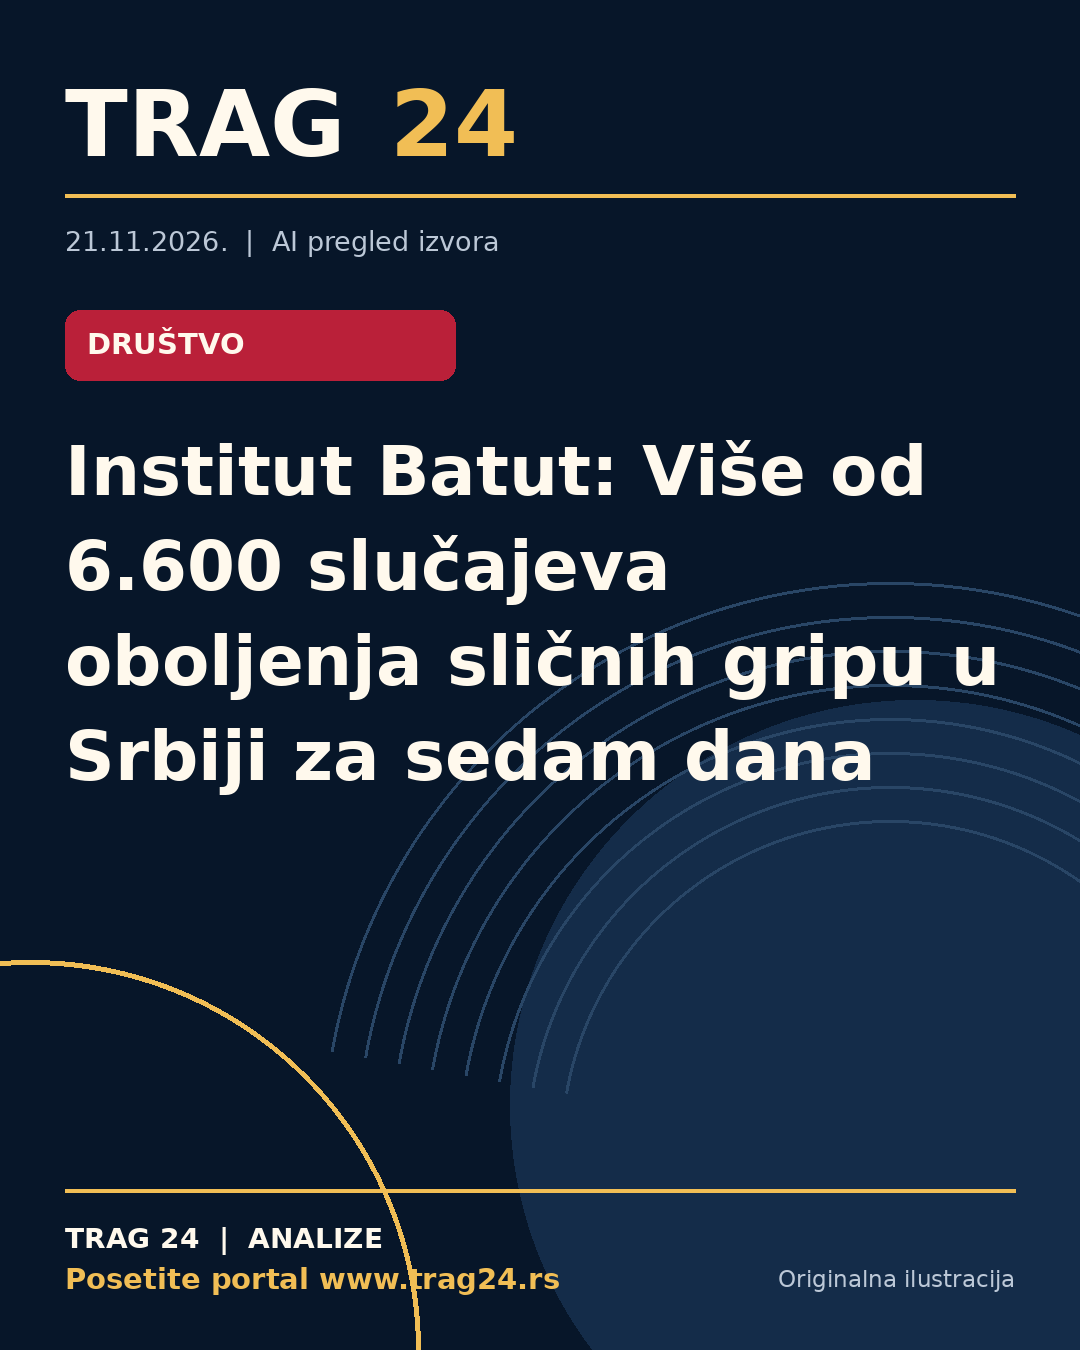 TRAG 24
21.11.2026. | AI pregled izvora
DRUŠTVO
Institut Batut: Više od
6.600 slučajeva
oboljenja sličnih gripu u
Srbiji za sedam dana
TRAG 24 | ANALIZE
Posetite portal www.trag24.rs
Originalna ilustracija